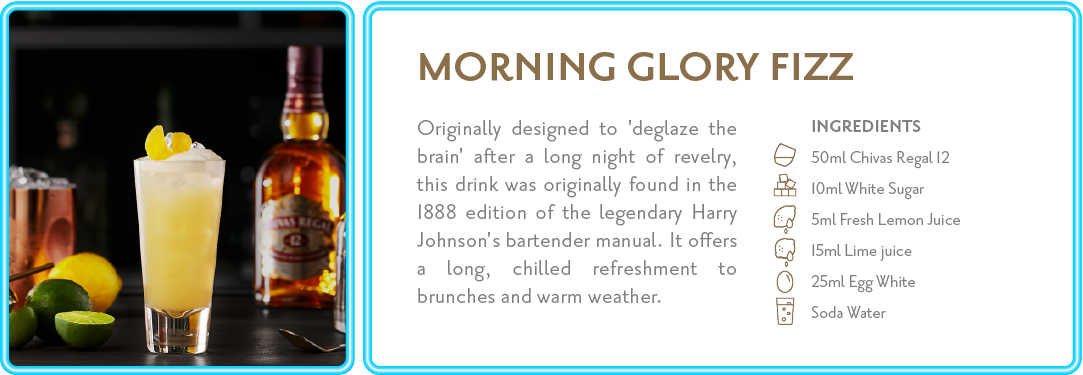 MORNING GLORY FIZZ
Originally designed to 'deglaze the
brain' after a long night of revelry,
this drink was originally found in the
1888 edition of the legendary Harry
Johnson's bartender manual. It offers
a long, chilled refreshment to
brunches and warm weather.
INGREDIENTS
50ml Chivas Regal 12
10ml White Sugar
5ml Fresh Lemon Juice
15ml Lime juice
25ml Egg White
Soda Water
CHIVAS REGAL
12